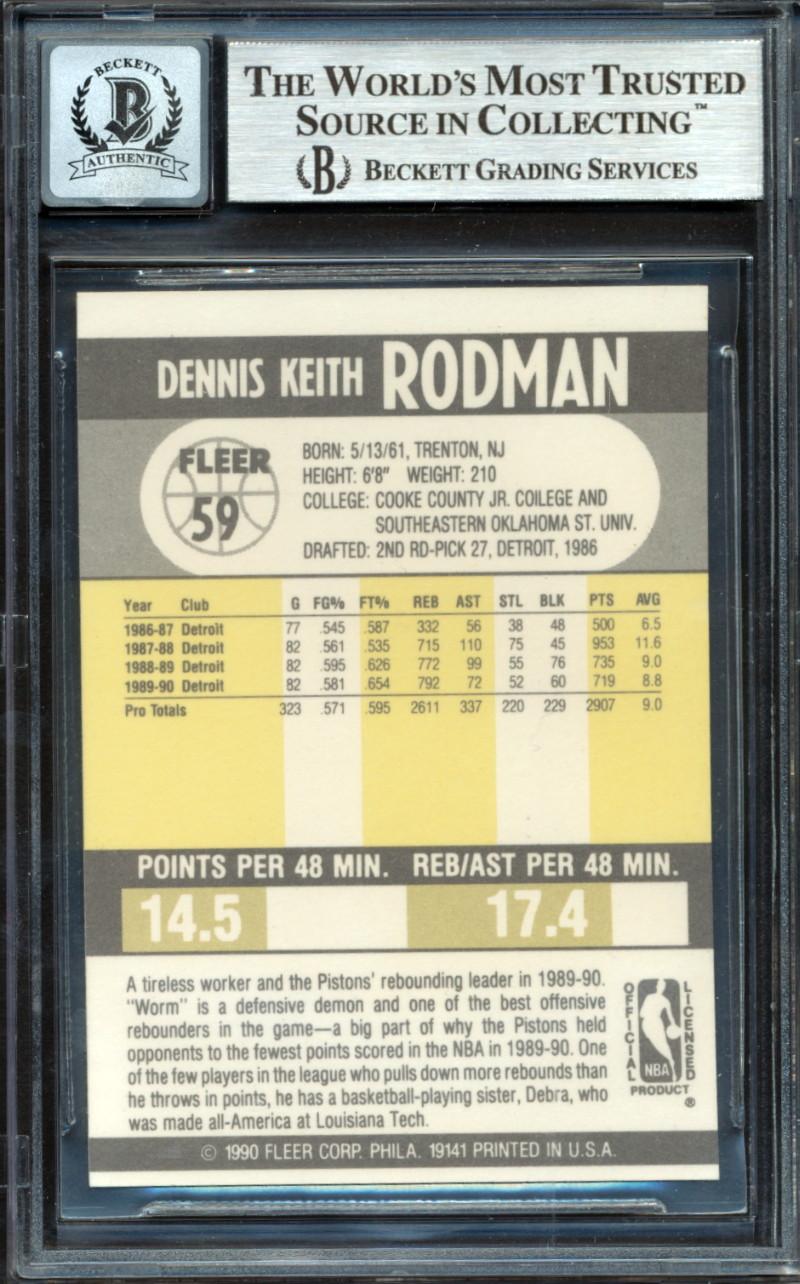 BECKETT
B
AUTHENTIC
THE WORLD'S MOST TRUSTED
SOURCE IN COLLECTING™
B BECKETT GRADING SERVICES
DENNIS KEITH RODMAN
FLEER
59
BORN: 5/13/61, TRENTON, NJ
HEIGHT: 6'8" WEIGHT: 210
COLLEGE: COOKE COUNTY JR. COILEGE AND
SOUTHEASTERN OKLAHOMA ST. UNIV.
DRAFTED: 2ND RD-PICK 27, DETROIT, 1986
Year Club G FG% FT% REB AST STL BLK PTS AVG
1986-87 Detroit 77 .545 .587 332 56 38 48 500 6.5
1987-88 Detroit 82 .561 .535 715 110 75 45 953 11.6
1988-89 Detroit 82 .595 .626 772 99 55 76 735 9.0
1989-90 Detroit 82 .581 .654 792 72 52 60 719 8.8
Pro Totals 323 .571 .595 2611 337 220 229 2907 9.0
POINTS PER 48 MIN. REB/AST PER 48 MIN.
14.5 17.4
A tireless worker and the Pistons' rebounding leader in 1989-90.
"Worm" is a defensive demon and one of the best offensive
rebounders in the game—a big part of why the Pistons held
opponents to the fewest points scored in the NBA in 1989-90. One
of the few players in the league who pulls down more rebounds than
he throws in points, he has a basketball-playing sister, Debra, who
was made all-America at Louisiana Tech.
OFFICIAL
NBA
LICENSED
PRODUCT
®
© 1990 FLEER CORP. PHILA. 19141 PRINTED IN U.S.A.